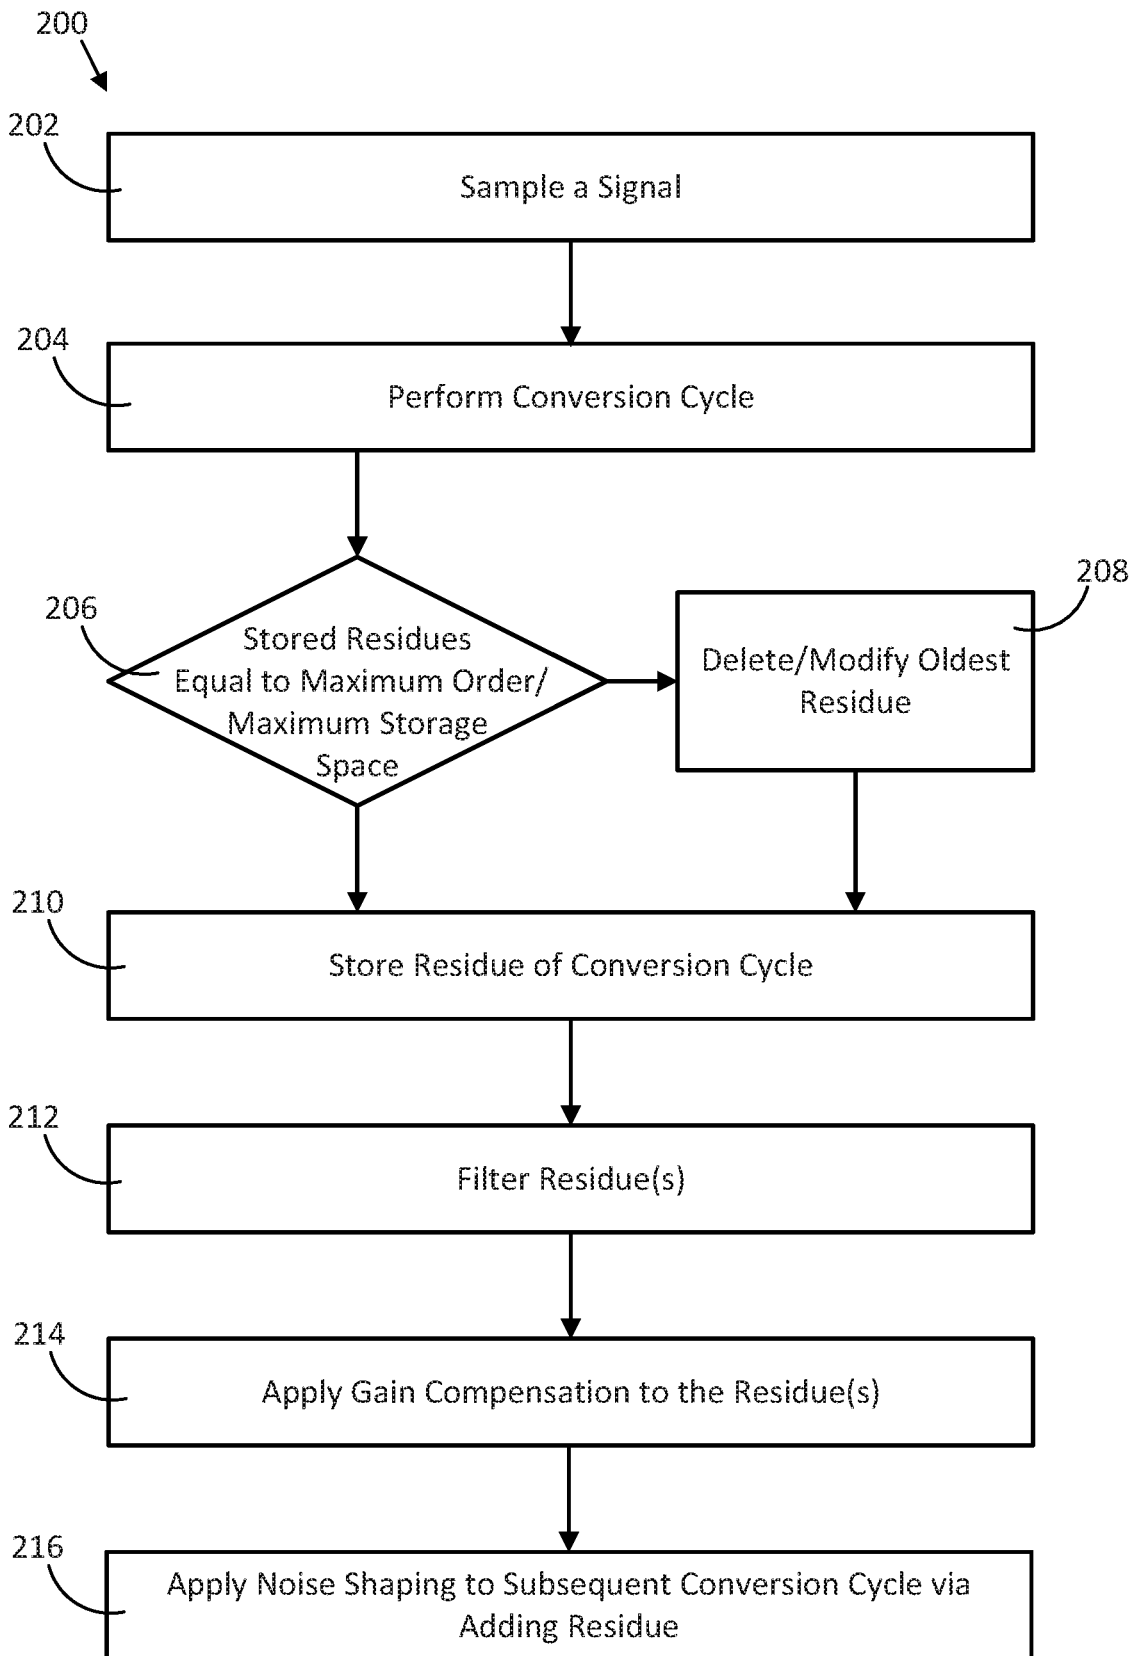 200
202
Sample a Signal
204
Perform Conversion Cycle
206
Stored Residues
Equal to Maximum Order/
Maximum Storage
Space
208
Delete/Modify Oldest
Residue
210
Store Residue of Conversion Cycle
212
Filter Residue(s)
214
Apply Gain Compensation to the Residue(s)
216
Apply Noise Shaping to Subsequent Conversion Cycle via
Adding Residue